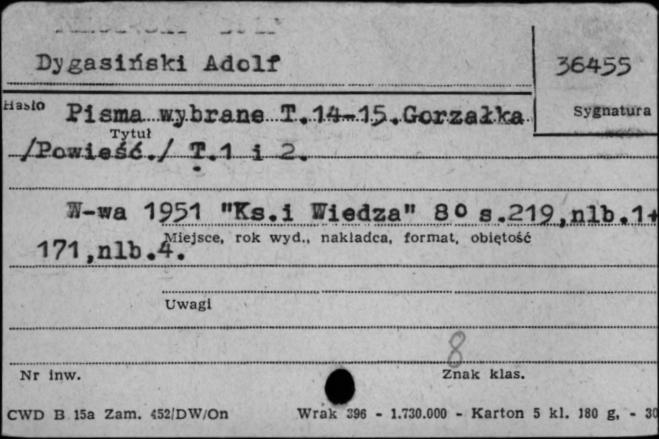 Dygasiński Adolf
36455
Hasło
Pisma wybrane T.14-15.Gorzałka
Sygnatura
Tytuł
/Powieść./ T.1 i 2.
W-wa 1951 "Ks.i Wiedza" 8o s.219,nlb.1+
Miejsce, rok wyd., nakładca, format, objętość
171,nlb.4.
Uwagi
8
Nr inw.
Znak klas.
CWD B 15a Zam. 452/DW/On Wrak 396 - 1.730.000 - Karton 5 kl. 180 g, - 30